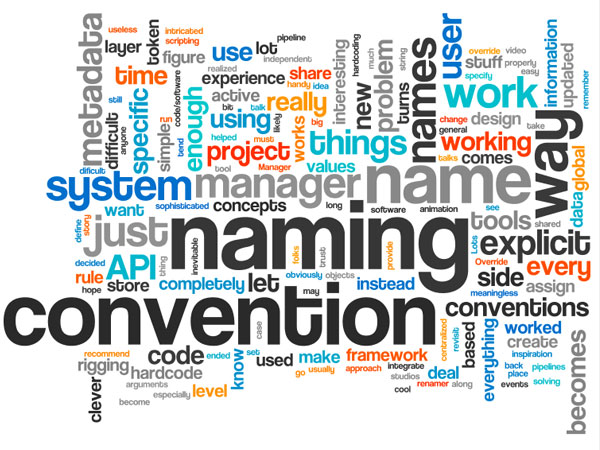 useless
intricated
scripting
pipeline
layer
token
use
lot
interesting
much
hardcoding
new
problem
string
names
user
override
video
stuff
properly
specify
easy
information
updated
remember
metadata
figure
realized
independent
time
experience
share
handy
idea
turns
work
still
difficult
anyone
specific
code/software
simple
run
tend
enough
active
bit
talk
likely
really
using
helped
must
works
big
things
change
design
general
take
way
project
tool
Manager
values
working
talks
comes
data
global
dificult
system
manager
name
want
sophisticated
concepts
long
software
animation
see
tools
shared
define
story
just
naming
Lots
explicit
decided
API
thing
inevitable
folks
trust
provide
Override
side
every
rule
hope
store
completely
let
obviously
objects
instead
meaningless
assign
may
convention
case
centralized
revisit
based
conventions
everything
worked
create
inspiration
becomes
recommend
code
ended
know
set
used
make
framework
rigging
hardcode
go
usually
approach
integrate
deal
back
place
pipelines
clever
arguments
especially
level
studios
renamer
along
events
solving
become
cool